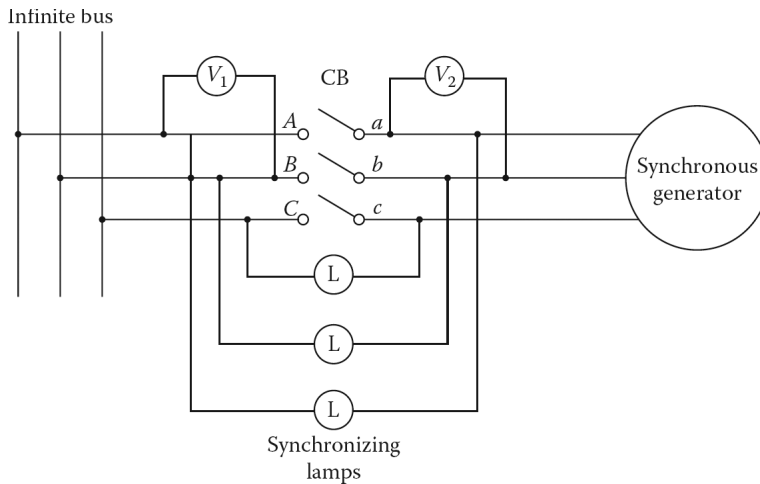 Infinite bus
V1
CB
V2
A
a
B
b
C
c
Synchronous
generator
L
L
L
Synchronizing
lamps